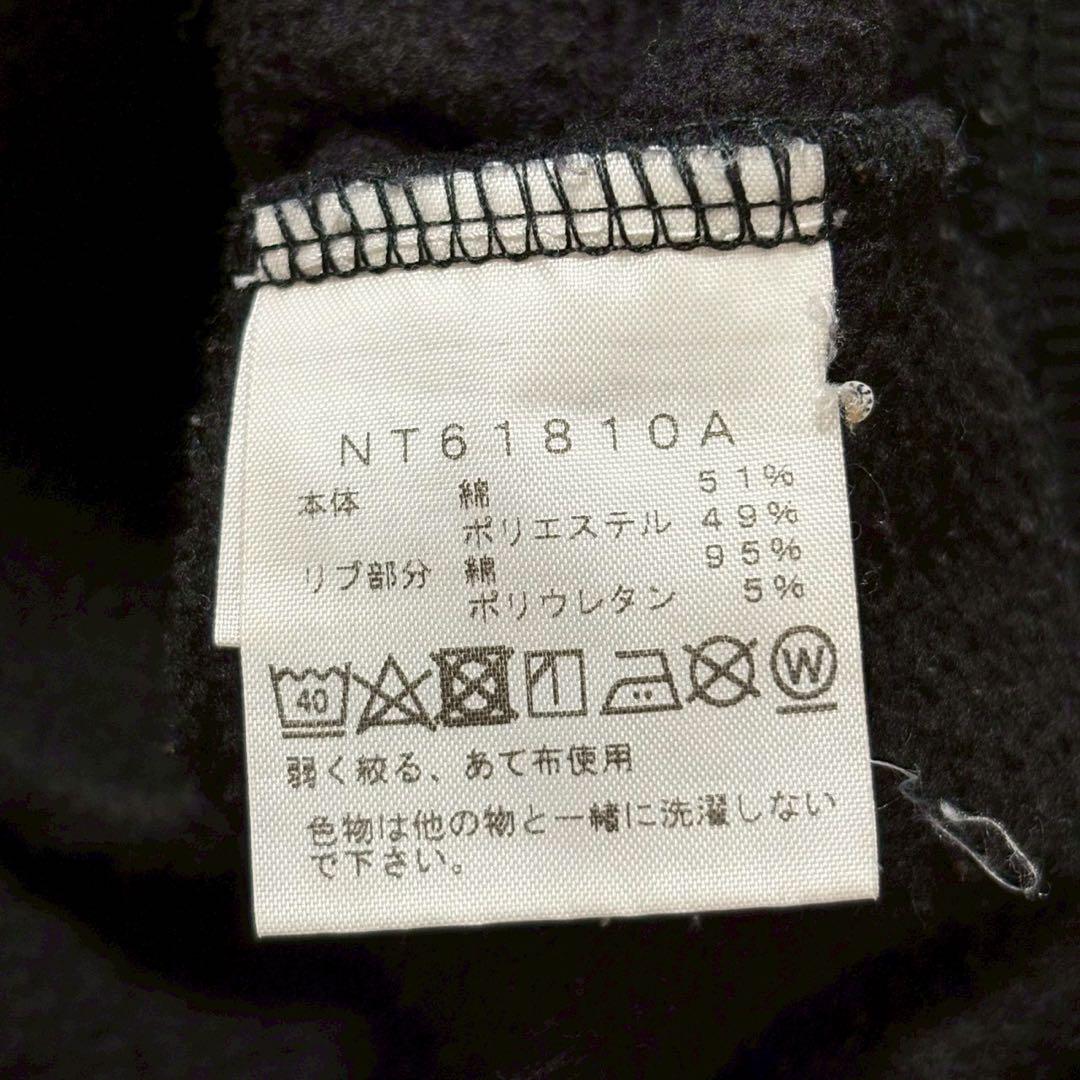 NT61810A
本体 綿 51%
ポリエステル 49%
リブ部分 綿 95%
ポリウレタン 5%
40 W
弱く絞る、あて布使用
色物は他の物と一緒に洗濯しない
で下さい。